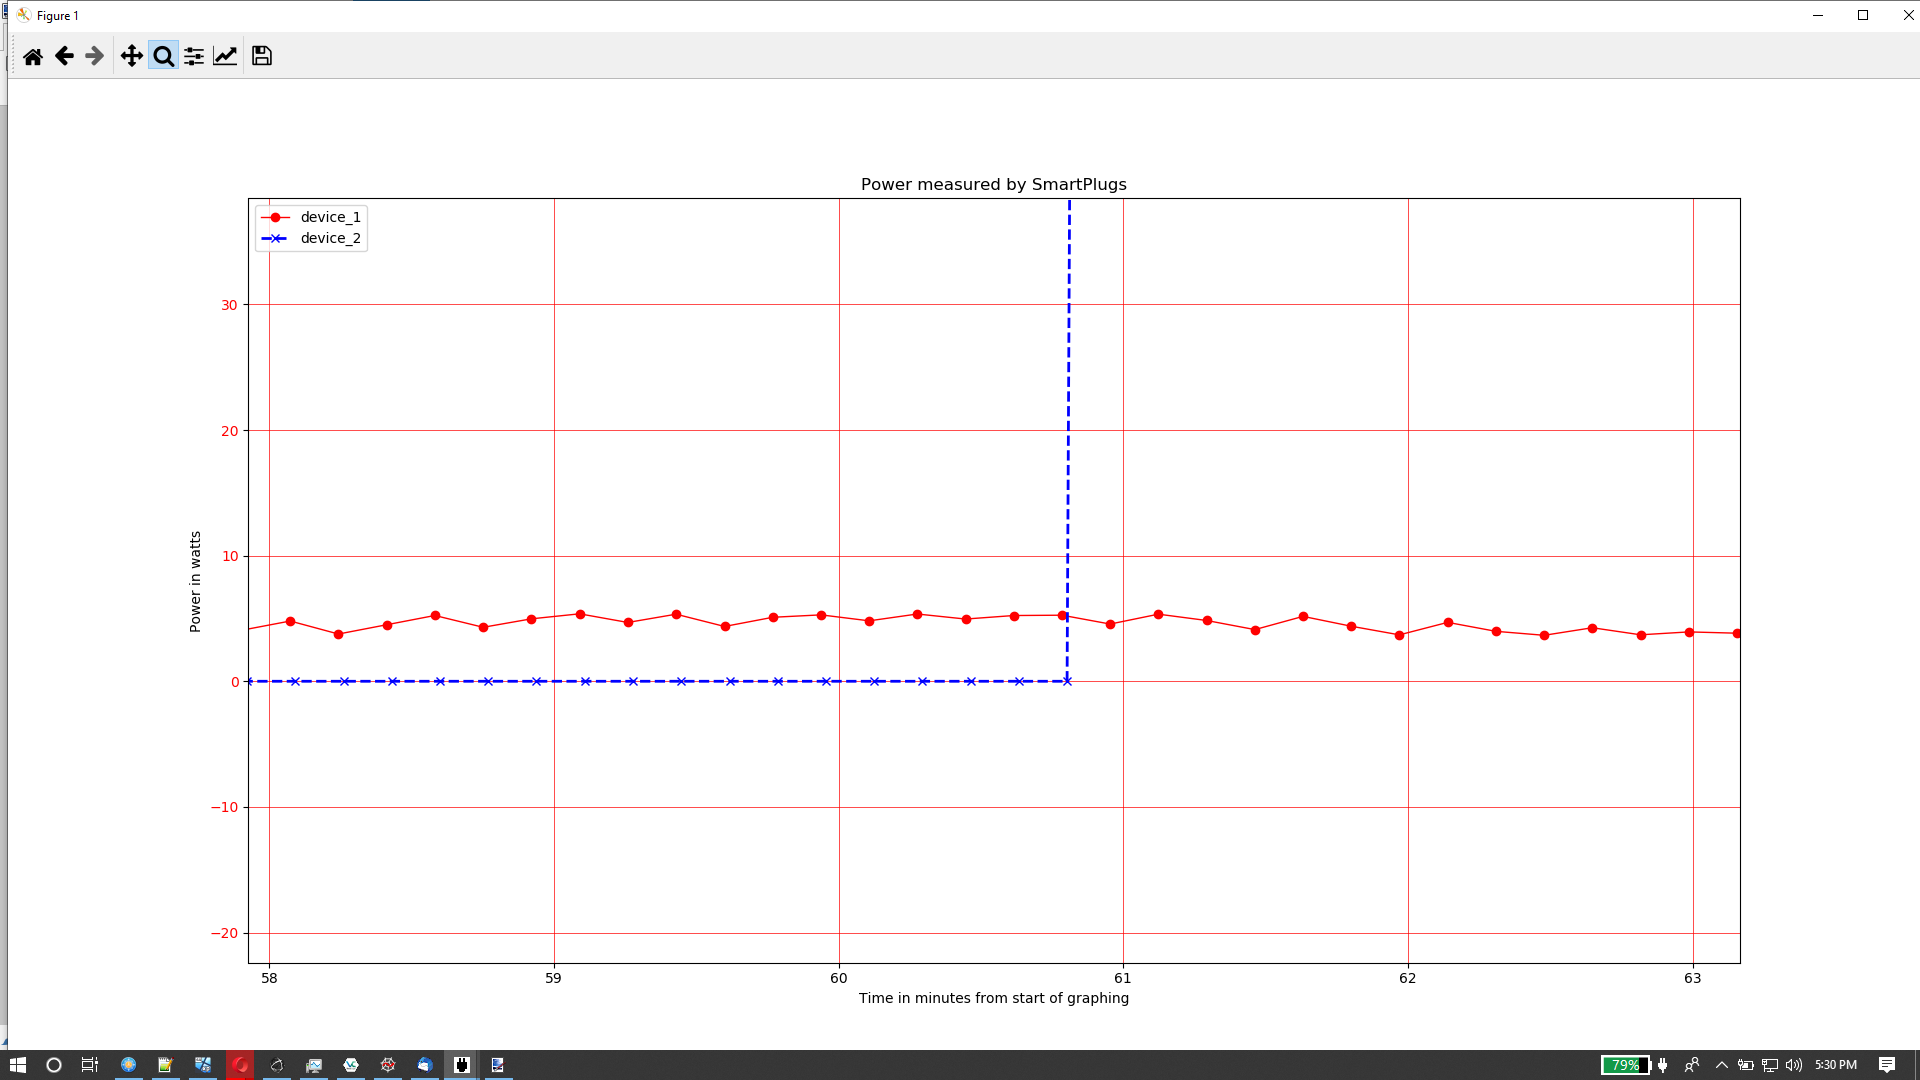 Figure 1
Power measured by SmartPlugs
device_1
device_2
30
20
10
0
−10
−20
Power in watts
58 59 60 61 62 63
Time in minutes from start of graphing
79% 5:30 PM